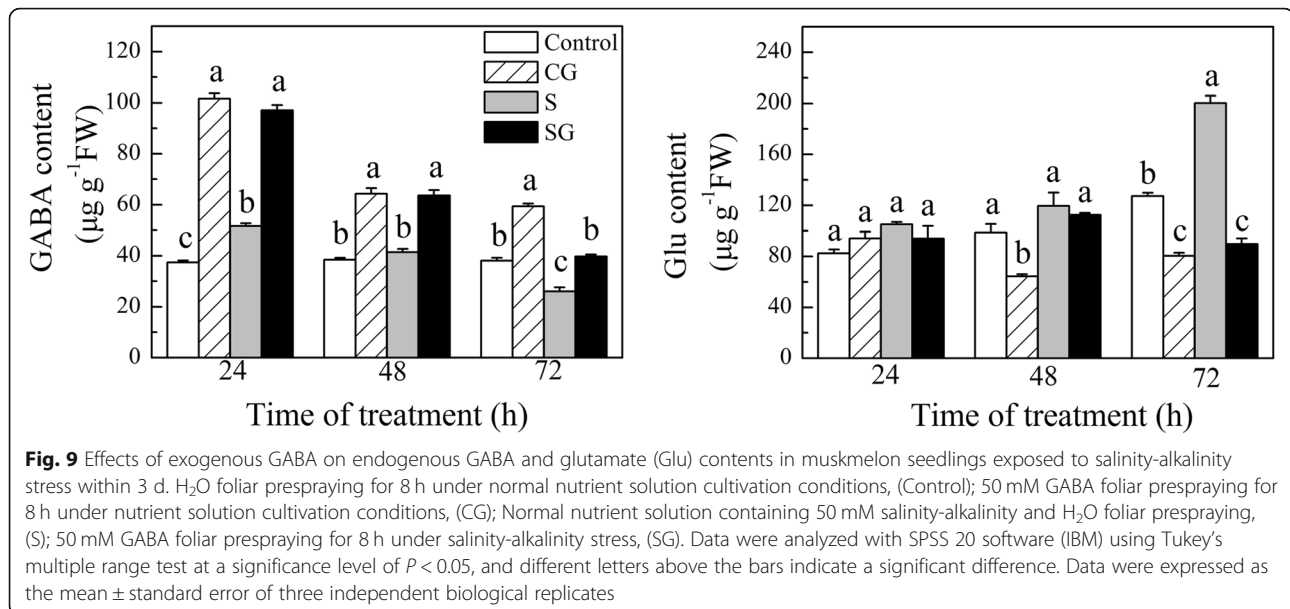 120
100
80
60
40
20
0
GABA content
(μg g⁻¹FW)
Control
CG
S
SG
c
a
b
a
b
a
b
a
b
a
c
b
24
48
72
Time of treatment (h)
240
200
160
120
80
40
0
Glu content
(μg g⁻¹FW)
a
a
a
a
a
b
a
a
b
c
a
c
24
48
72
Time of treatment (h)
Fig. 9 Effects of exogenous GABA on endogenous GABA and glutamate (Glu) contents in muskmelon seedlings exposed to salinity-alkalinity
stress within 3 d. H₂O foliar prespraying for 8 h under normal nutrient solution cultivation conditions, (Control); 50 mM GABA foliar prespraying for
8 h under nutrient solution cultivation conditions, (CG); Normal nutrient solution containing 50 mM salinity-alkalinity and H₂O foliar prespraying,
(S); 50 mM GABA foliar prespraying for 8 h under salinity-alkalinity stress, (SG). Data were analyzed with SPSS 20 software (IBM) using Tukey's
multiple range test at a significance level of P < 0.05, and different letters above the bars indicate a significant difference. Data were expressed as
the mean ± standard error of three independent biological replicates